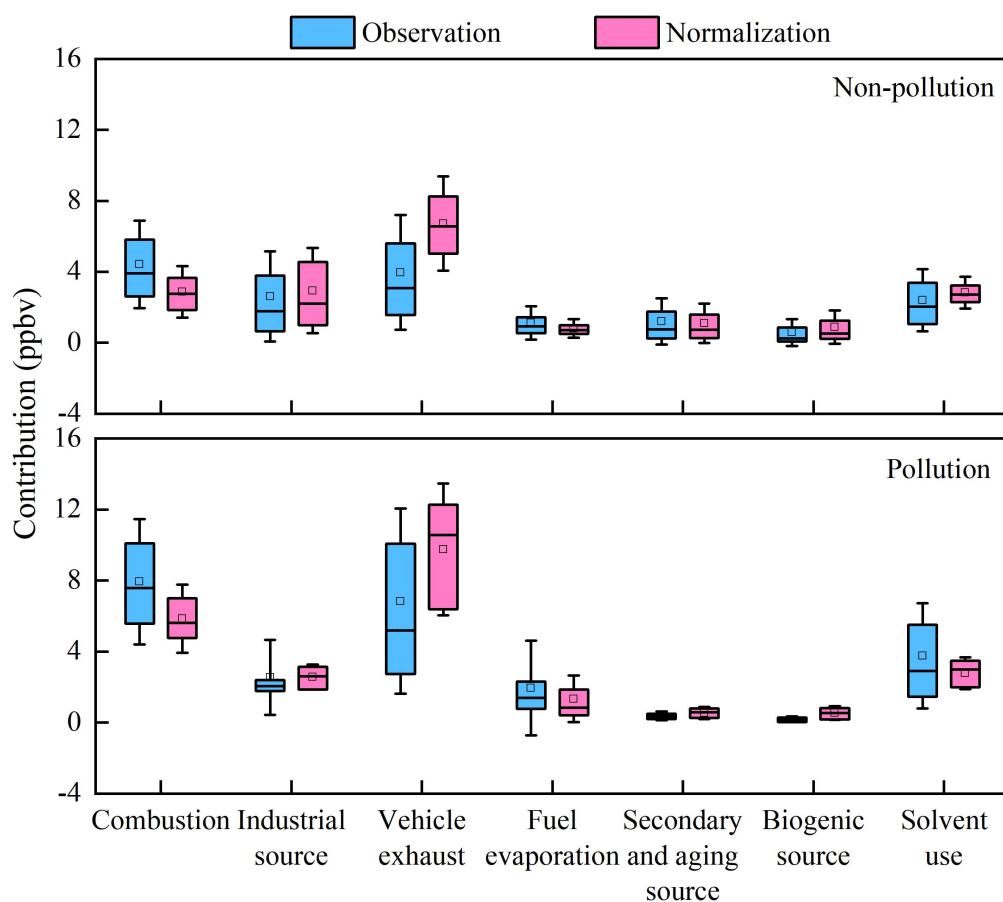 Observation
Normalization
Non-pollution
16
12
8
4
0
-4
Pollution
16
12
8
4
0
-4
Contribution (ppbv)
Combustion
Industrial
source
Vehicle
exhaust
Fuel
evaporation
Secondary
and aging
source
Biogenic
source
Solvent
use